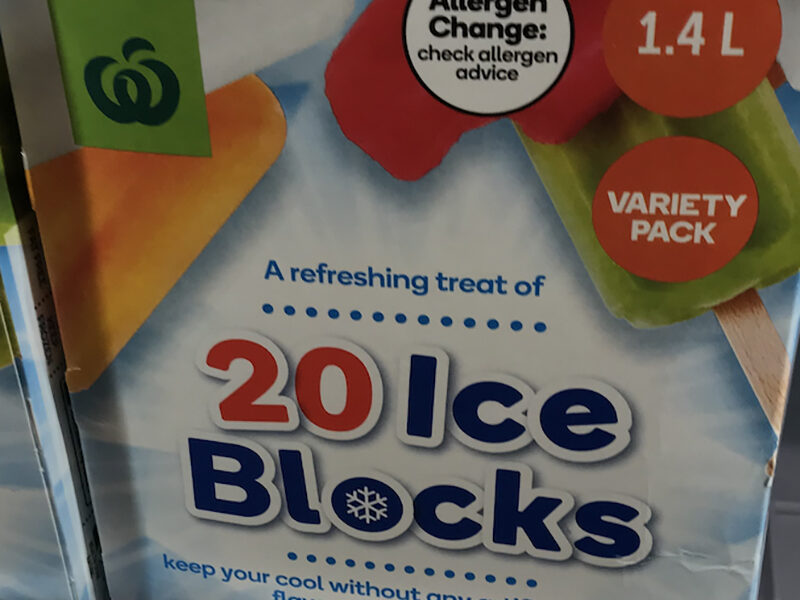 Allergen
Change:
check allergen
advice
1.4 L
VARIETY
PACK
A refreshing treat of
20 Ice
Blocks
keep your cool without any